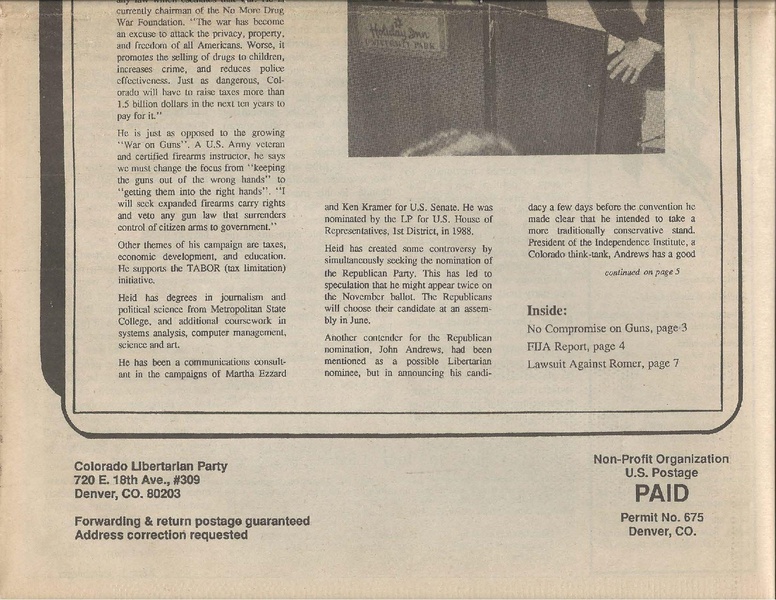 currently chairman of the No More Drug
War Foundation. "The war has become
an excuse to attack the privacy, property,
and freedom of all Americans. Worse, it
promotes the selling of drugs to children,
increases crime, and reduces police
effectiveness. Just as dangerous, Col-
orado will have to raise taxes more than
1.5 billion dollars in the next ten years to
pay for it."
He is just as opposed to the growing
"War on Guns". A U.S. Army veteran
and certified firearms instructor, he says
we must change the focus from "keeping
the guns out of the wrong hands" to
"getting them into the right hands". "I
will seek expanded firearms carry rights
and veto any gun law that surrenders
control of citizen arms to government."
Other themes of his campaign are taxes,
economic development, and education.
He supports the TABOR (tax limitation)
initiative.
Heid has degrees in journalism and
political science from Metropolitan State
College, and additional coursework in
systems analysis, computer management,
science and art.
He has been a communications consult-
ant in the campaigns of Martha Ezzard
Holiday Inn
UNIVERSITY PARK
and Ken Kramer for U.S. Senate. He was
nominated by the LP for U.S. House of
Representatives, 1st District, in 1988.
Heid has created some controversy by
simultaneously seeking the nomination of
the Republican Party. This has led to
speculation that he might appear twice on
the November ballot. The Republicans
will choose their candidate at an assem-
bly in June.
Another contender for the Republican
nomination, John Andrews, had been
mentioned as a possible Libertarian
nominee, but in announcing his candi-
dacy a few days before the convention he
made clear that he intended to take a
more traditionally conservative stand.
President of the Independence Institute, a
Colorado think-tank, Andrews has a good
continued on page 5
Inside:
No Compromise on Guns, page 3
FIJA Report, page 4
Lawsuit Against Romer, page 7
Colorado Libertarian Party
720 E. 18th Ave., #309
Denver, CO. 80203
Forwarding & return postage guaranteed
Address correction requested
Non-Profit Organization
U.S. Postage
PAID
Permit No. 675
Denver, CO.